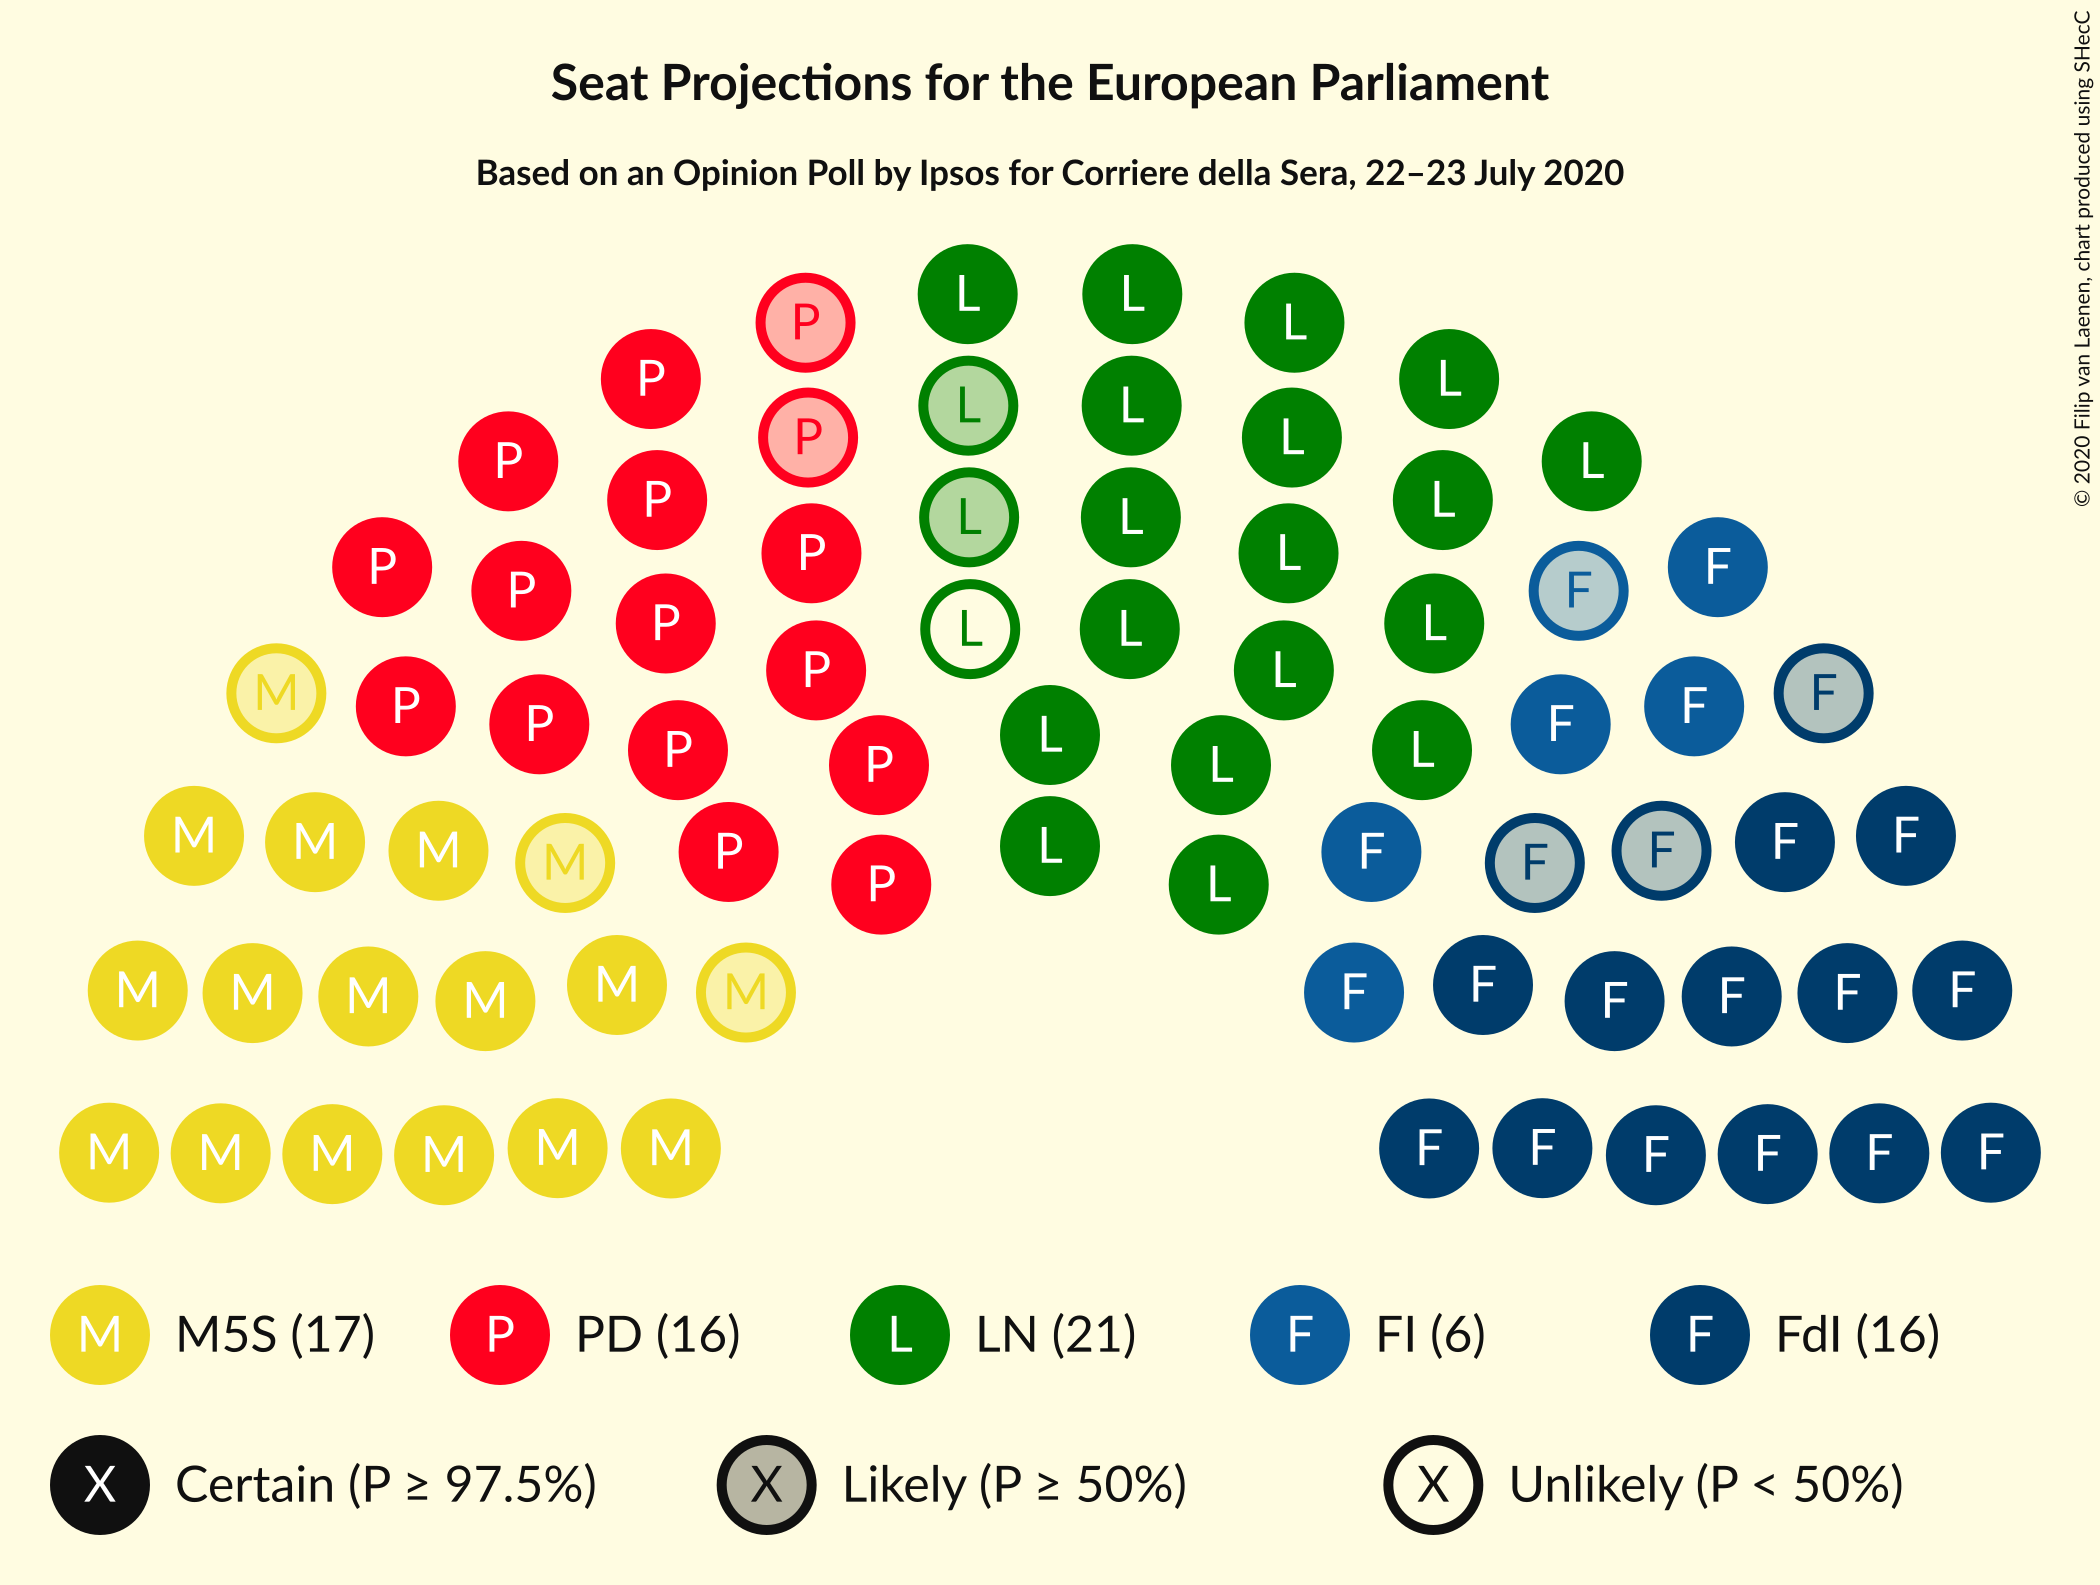 Seat Projections for the European Parliament
Based on an Opinion Poll by Ipsos for Corriere della Sera, 22–23 July 2020
© 2020 Filip van Laenen, chart produced using SHecC
L L
P L L
P L L L
P P L L
P L L
P L L L
P P F F
P L L
P P L L
M F
P P L L F F
P P L
L L
P L
M M M F F
M P L F
M F F
P L
M M F F
M M M M M F F F F F F
M M M M M M F F F F F F
M M5S (17) P PD (16) L LN (21) F FI (6) F FdI (16)
X Certain (P ≥ 97.5%) X Likely (P ≥ 50%) X Unlikely (P < 50%)